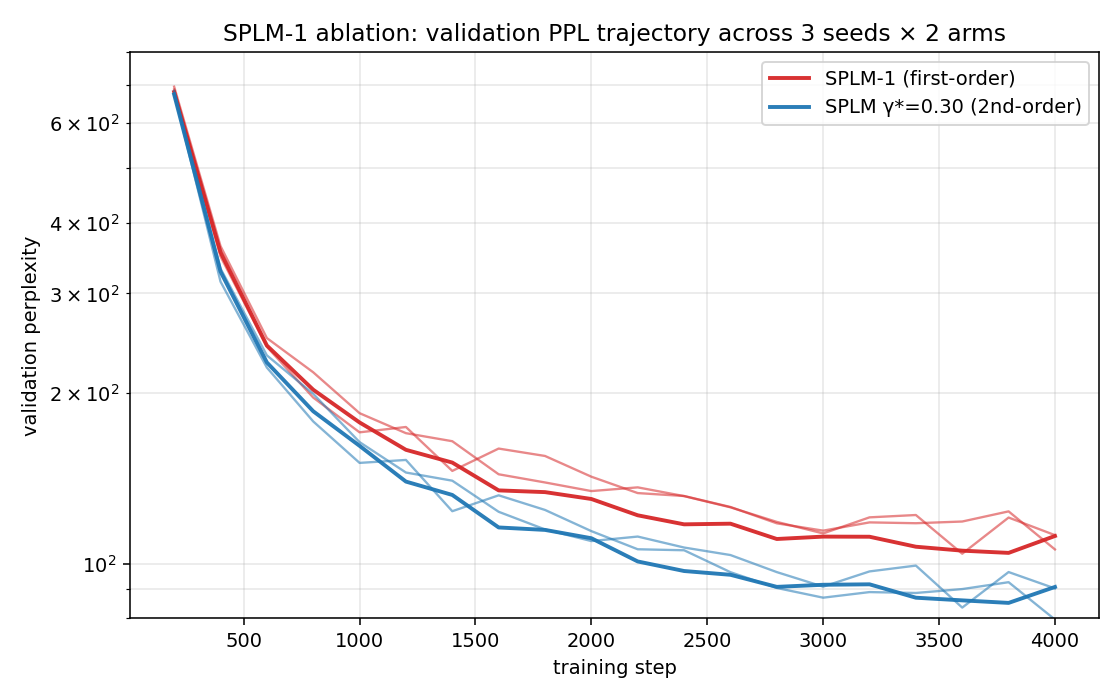 SPLM-1 ablation: validation PPL trajectory across 3 seeds × 2 arms
SPLM-1 (first-order)
SPLM γ*=0.30 (2nd-order)
validation perplexity
6 × 10²
4 × 10²
3 × 10²
2 × 10²
10²
500 1000 1500 2000 2500 3000 3500 4000
training step